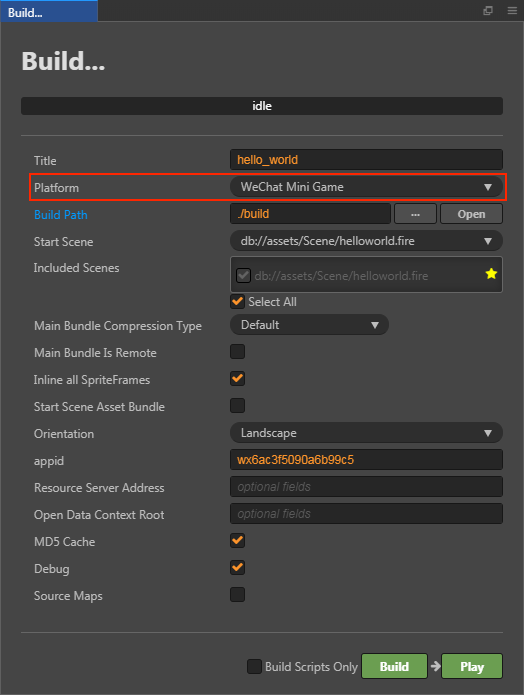 Build...
Build...
idle
Title hello_world
Platform WeChat Mini Game
Build Path ./build ... Open
Start Scene db://assets/Scene/helloworld.fire
Included Scenes db://assets/Scene/helloworld.fire
Select All
Main Bundle Compression Type Default
Main Bundle Is Remote
Inline all SpriteFrames
Start Scene Asset Bundle
Orientation Landscape
appid wx6ac3f5090a6b99c5
Resource Server Address optional fields
Open Data Context Root optional fields
MD5 Cache
Debug
Source Maps
Build Scripts Only Build Play